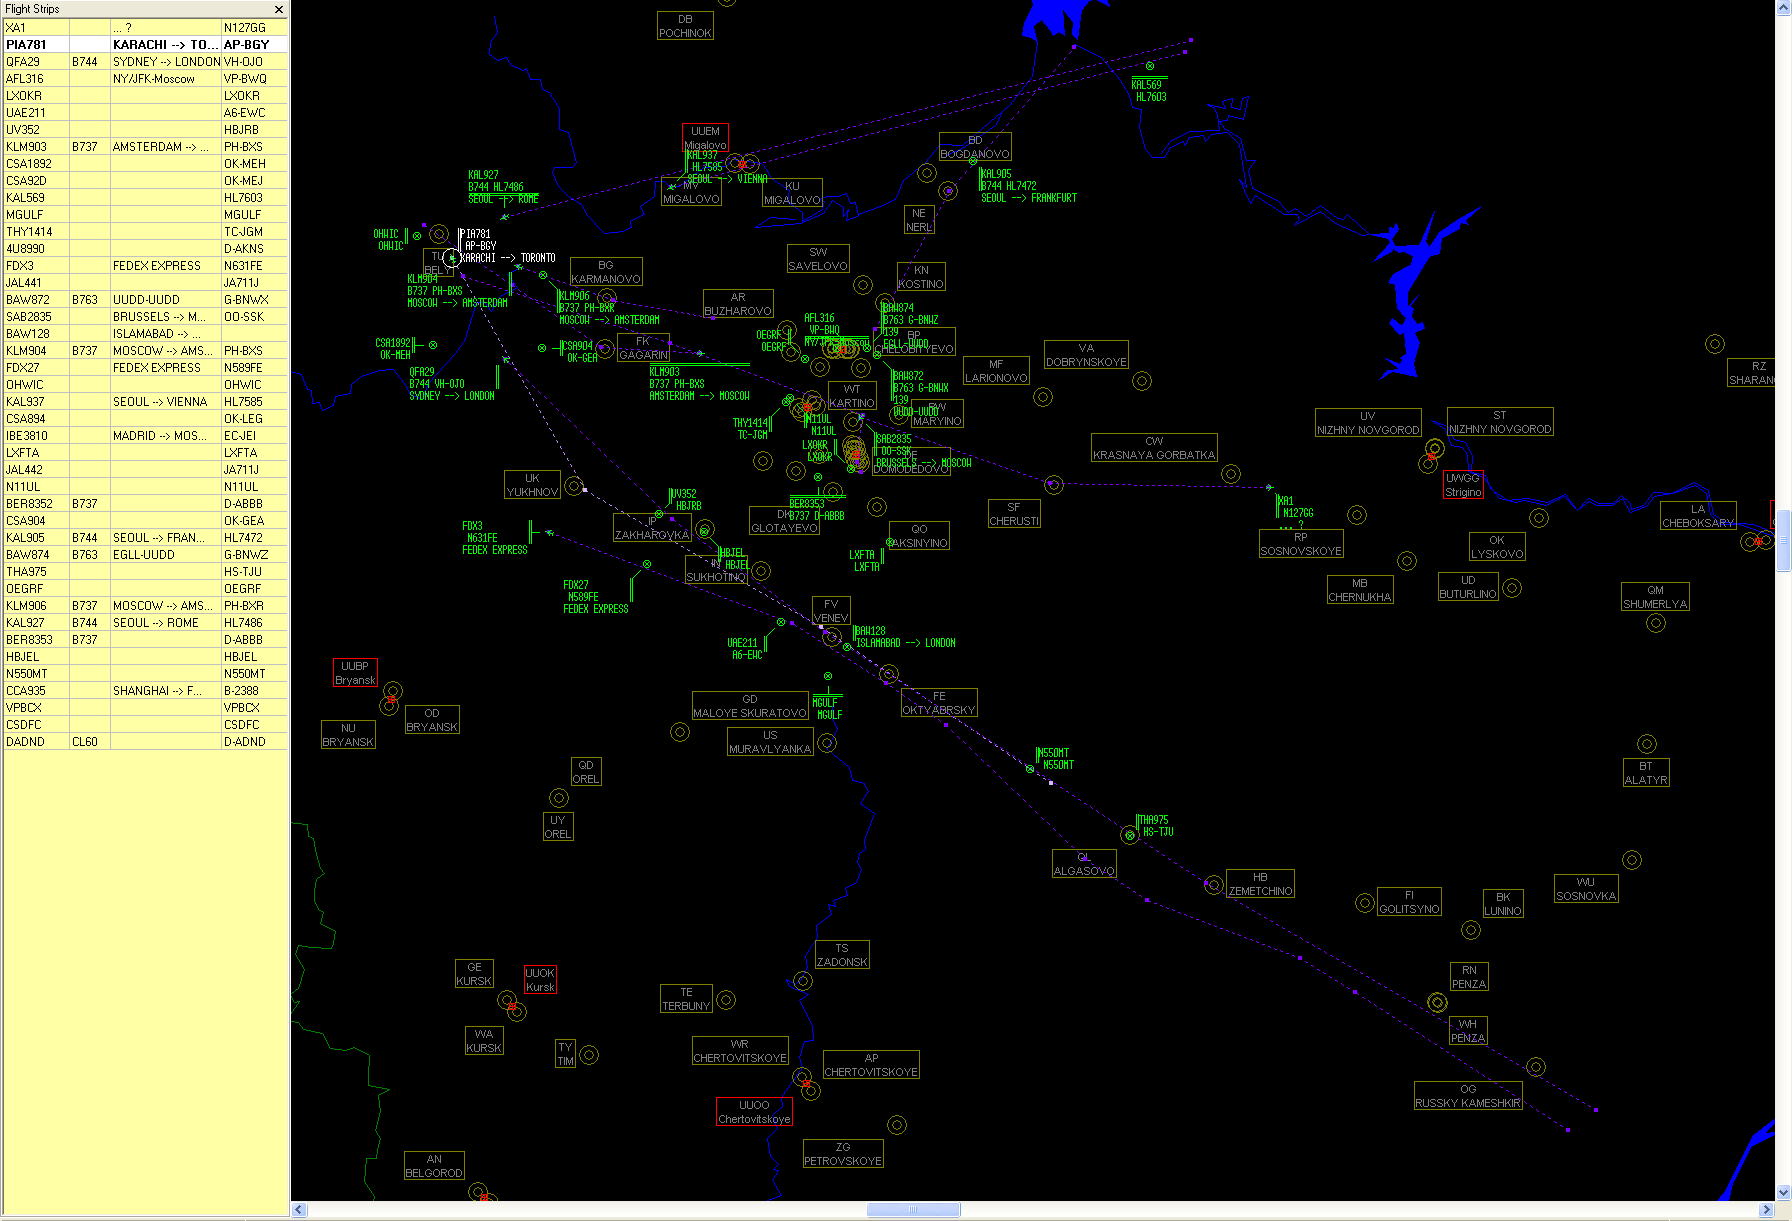 Flight Strips
XA1 ... ? N127GG
PIA781 KARACHI --> TO... AP-BGY
QFA29 B744 SYDNEY --> LONDON VH-OJO
AFL316 NY/JFK-Moscow VP-BWQ
LXOKR LXOKR
UAE211 A6-EWC
UV352 HBJRB
KLM903 B737 AMSTERDAM --> ... PH-BXS
CSA1892 OK-MEH
CSA92D OK-MEJ
KAL569 HL7603
MGULF MGULF
THY1414 TC-JGM
4U8990 D-AKNS
FDX3 FEDEX EXPRESS N631FE
JAL441 JA711J
BAW872 B763 UUDD-UUDD G-BNWX
SAB2835 BRUSSELS --> M... OO-SSK
BAW128 ISLAMABAD --> ...
KLM904 B737 MOSCOW --> AMS... PH-BXS
FDX27 FEDEX EXPRESS N589FE
OHWIC OHWIC
KAL937 SEOUL --> VIENNA HL7585
CSA894 OK-LEG
IBE3810 MADRID --> MOS... EC-JEI
LXFTA LXFTA
JAL442 JA711J
N11UL N11UL
BER8352 B737 D-ABBB
CSA904 OK-GEA
KAL905 B744 SEOUL --> FRAN... HL7472
BAW874 B763 EGLL-UUDD G-BNWZ
THA975 HS-TJU
OEGRF OEGRF
KLM906 B737 MOSCOW --> AMS... PH-BXR
KAL927 B744 SEOUL --> ROME HL7486
BER8353 B737 D-ABBB
HBJEL HBJEL
N550MT N550MT
CCA935 SHANGHAI --> F... B-2388
VPBCX VPBCX
CSDFC CSDFC
DADND CL60 D-ADND
DB
POCHINOK
KAL569
HL7603
UUEM
Migalovo
KAL937
HL7585
SEOUL --> VIENNA
MV
MIGALOVO
KU
MIGALOVO
BD
BOGDANOVO
KAL905
B744 HL7472
SEOUL --> FRANKFURT
KAL927
B744 HL7486
SEOUL --> ROME
NE
NERL
OHWIC
OHWIC
PIA781
AP-BGY
KARACHI --> TORONTO
KLM904
B737 PH-BXS
MOSCOW --> AMSTERDAM
BG
KARMANOVO
SW
SAVELOVO
KN
KOSTINO
KLM906
B737 PH-BXR
MOSCOW --> AMSTERDAM
AR
BUZHAROVO
BAW874
B763 G-BNWZ
139
EGLL-UUDD
AFL316
VP-BWQ
OEGRF
OEGRF
CSA1892
OK-MEH
CSA904
OK-GEA
FK
GAGARIN
QFA29
B744 VH-OJO
SYDNEY --> LONDON
KLM903
B737 PH-BXS
AMSTERDAM --> MOSCOW
BAW872
B763 G-BNWX
139
UUDD-UUDD
WT
KARTINO
MARYINO
MF
LARIONOVO
VA
DOBRYNSKOYE
RZ
SHARANG
THY1414
TC-JGM
N11UL
N11UL
LXOKR
LXOKR
SAB2835
OO-SSK
BRUSSELS --> MOSCOW
DOMODEDOVO
CW
KRASNAYA GORBATKA
UV
NIZHNY NOVGOROD
ST
NIZHNY NOVGOROD
UWGG
Strigino
UK
YUKHNOV
UV352
HBJRB
IP
ZAKHAROVKA
BER8353
B737 D-ABBB
GLOTAYEVO
QO
AKSINYINO
SF
CHERUSTI
XA1
N127GG
... ?
RP
SOSNOVSKOYE
LA
CHEBOKSARY
OK
LYSKOVO
FDX3
N631FE
FEDEX EXPRESS
HBJEL
HBJEL
SUKHOTINO
LXFTA
LXFTA
FDX27
N589FE
FEDEX EXPRESS
MB
CHERNUKHA
UD
BUTURLINO
QM
SHUMERLYA
FV
VENEV
UAE211
A6-EWC
BAW128
ISLAMABAD --> LONDON
UUBP
Bryansk
NU
BRYANSK
OD
BRYANSK
MGULF
MGULF
GD
MALOYE SKURATOVO
US
MURAVLYANKA
FE
OKTYABRSKY
N550MT
N550MT
QD
OREL
UY
OREL
BT
ALATYR
THA975
HS-TJU
QL
ALGASOVO
HB
ZEMETCHINO
FI
GOLITSYNO
BK
LUNINO
WU
SOSNOVKA
TS
ZADONSK
GE
KURSK
UUOK
Kursk
TE
TERBUNY
RN
PENZA
WA
KURSK
TY
TIM
WR
CHERTOVITSKOYE
AP
CHERTOVITSKOYE
WH
PENZA
UUOO
Chertovitskoye
OG
RUSSKY KAMESHKIR
ZG
PETROVSKOYE
AN
BELGOROD